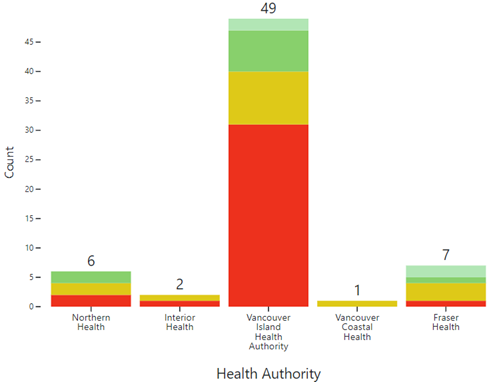 49
45
40
35
30
25
20
15
10
5
0
Count
6
2
1
7
Northern
Health
Interior
Health
Vancouver
Island
Health
Authority
Vancouver
Coastal
Health
Fraser
Health
Health Authority